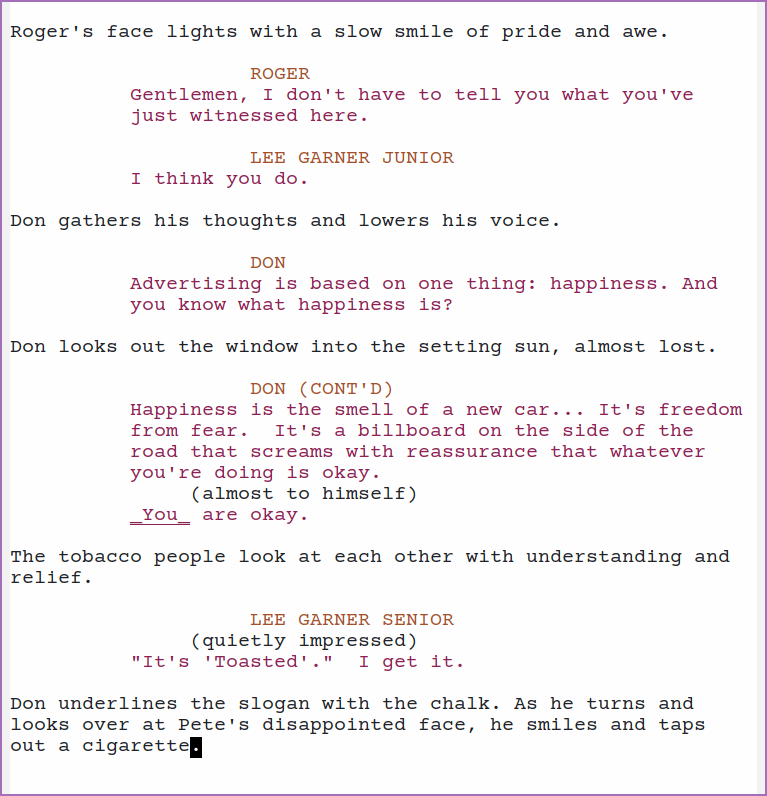 Roger's face lights with a slow smile of pride and awe.
ROGER
Gentlemen, I don't have to tell you what you've
just witnessed here.
LEE GARNER JUNIOR
I think you do.
Don gathers his thoughts and lowers his voice.
DON
Advertising is based on one thing: happiness. And
you know what happiness is?
Don looks out the window into the setting sun, almost lost.
DON (CONT'D)
Happiness is the smell of a new car... It's freedom
from fear.  It's a billboard on the side of the
road that screams with reassurance that whatever
you're doing is okay.
(almost to himself)
_You_ are okay.
The tobacco people look at each other with understanding and
relief.
LEE GARNER SENIOR
(quietly impressed)
"It's 'Toasted'."  I get it.
Don underlines the slogan with the chalk. As he turns and
looks over at Pete's disappointed face, he smiles and taps
out a cigarette.